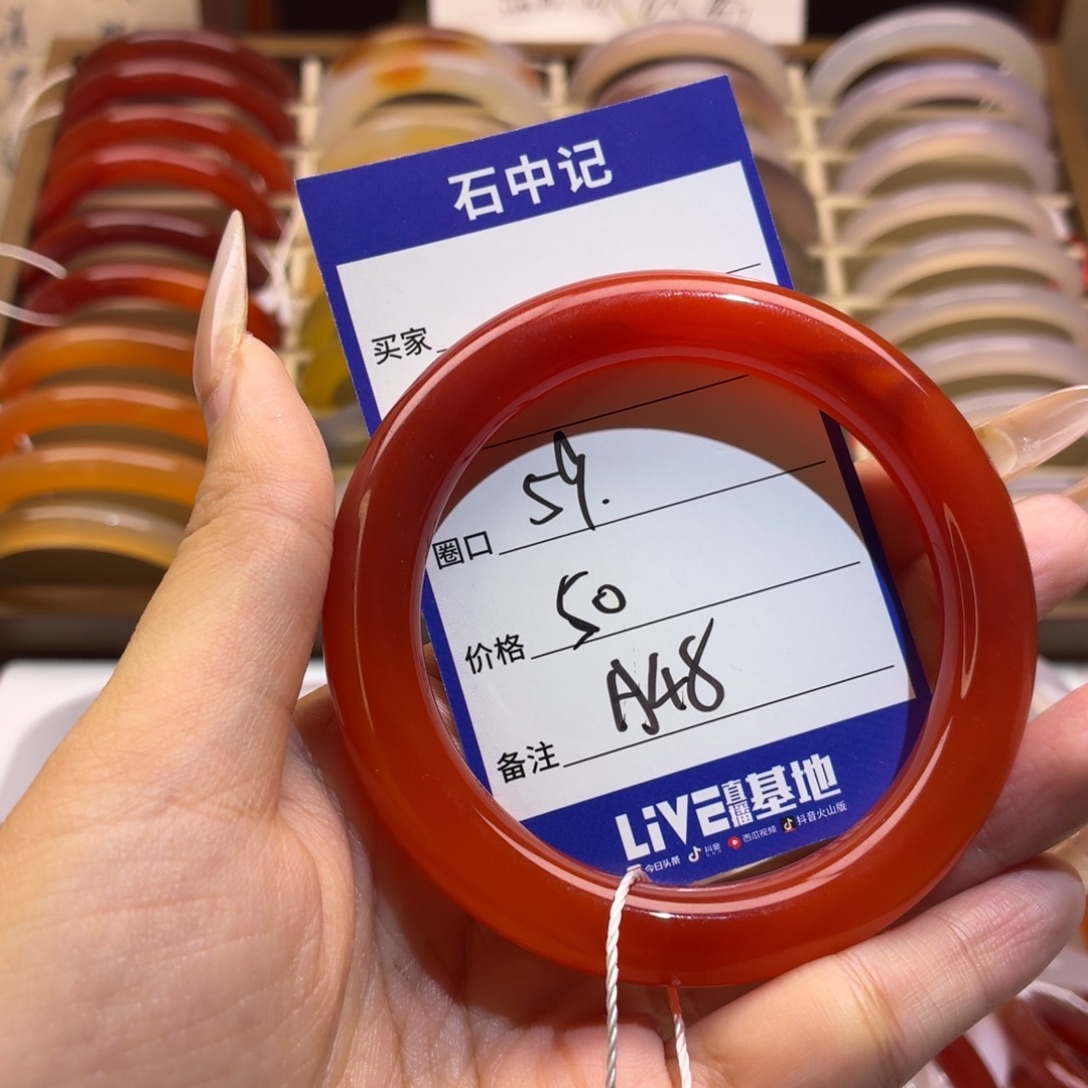 石中记
买家
圈口 54.
价格 50
备注 A48
LiVE直播基地
今日头条 抖音 西瓜视频 抖音火山版